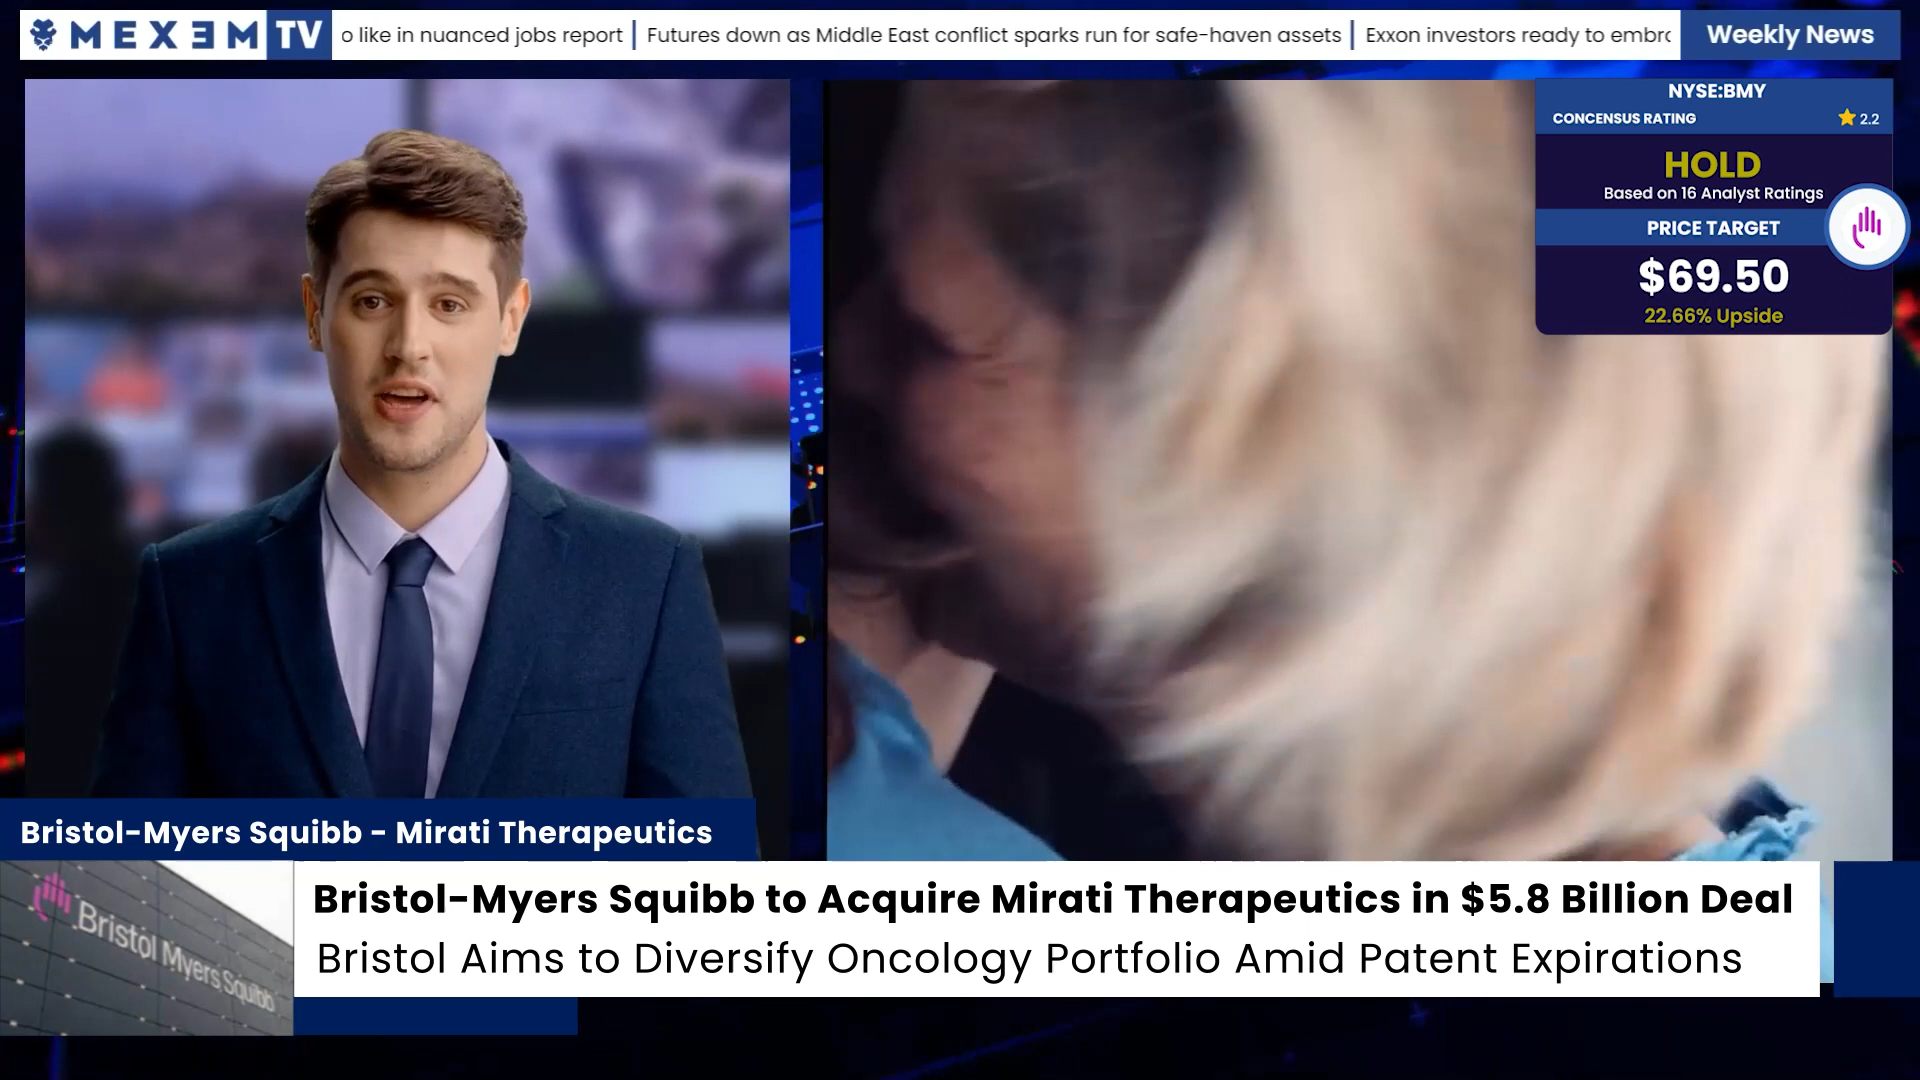 MEXEM TV
o like in nuanced jobs report | Futures down as Middle East conflict sparks run for safe-haven assets | Exxon investors ready to embrc
Weekly News
NYSE:BMY
CONCENSUS RATING
2.2
HOLD
Based on 16 Analyst Ratings
PRICE TARGET
$69.50
22.66% Upside
Bristol-Myers Squibb - Mirati Therapeutics
Bristol Myers Squibb
Bristol-Myers Squibb to Acquire Mirati Therapeutics in $5.8 Billion Deal
Bristol Aims to Diversify Oncology Portfolio Amid Patent Expirations